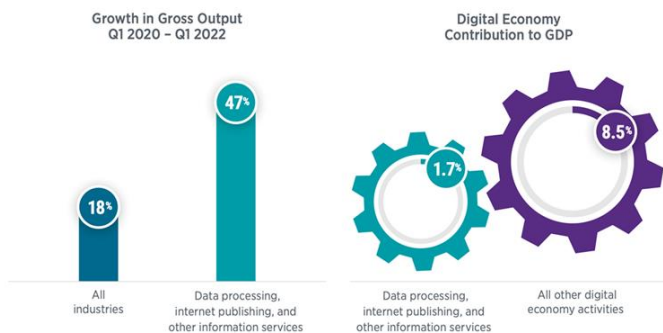 Growth in Gross Output
Q1 2020 – Q1 2022
18%
47%
All
industries
Data processing,
internet publishing, and
other information services
Digital Economy
Contribution to GDP
1.7%
8.5%
Data processing,
internet publishing, and
other information services
All other digital
economy activities